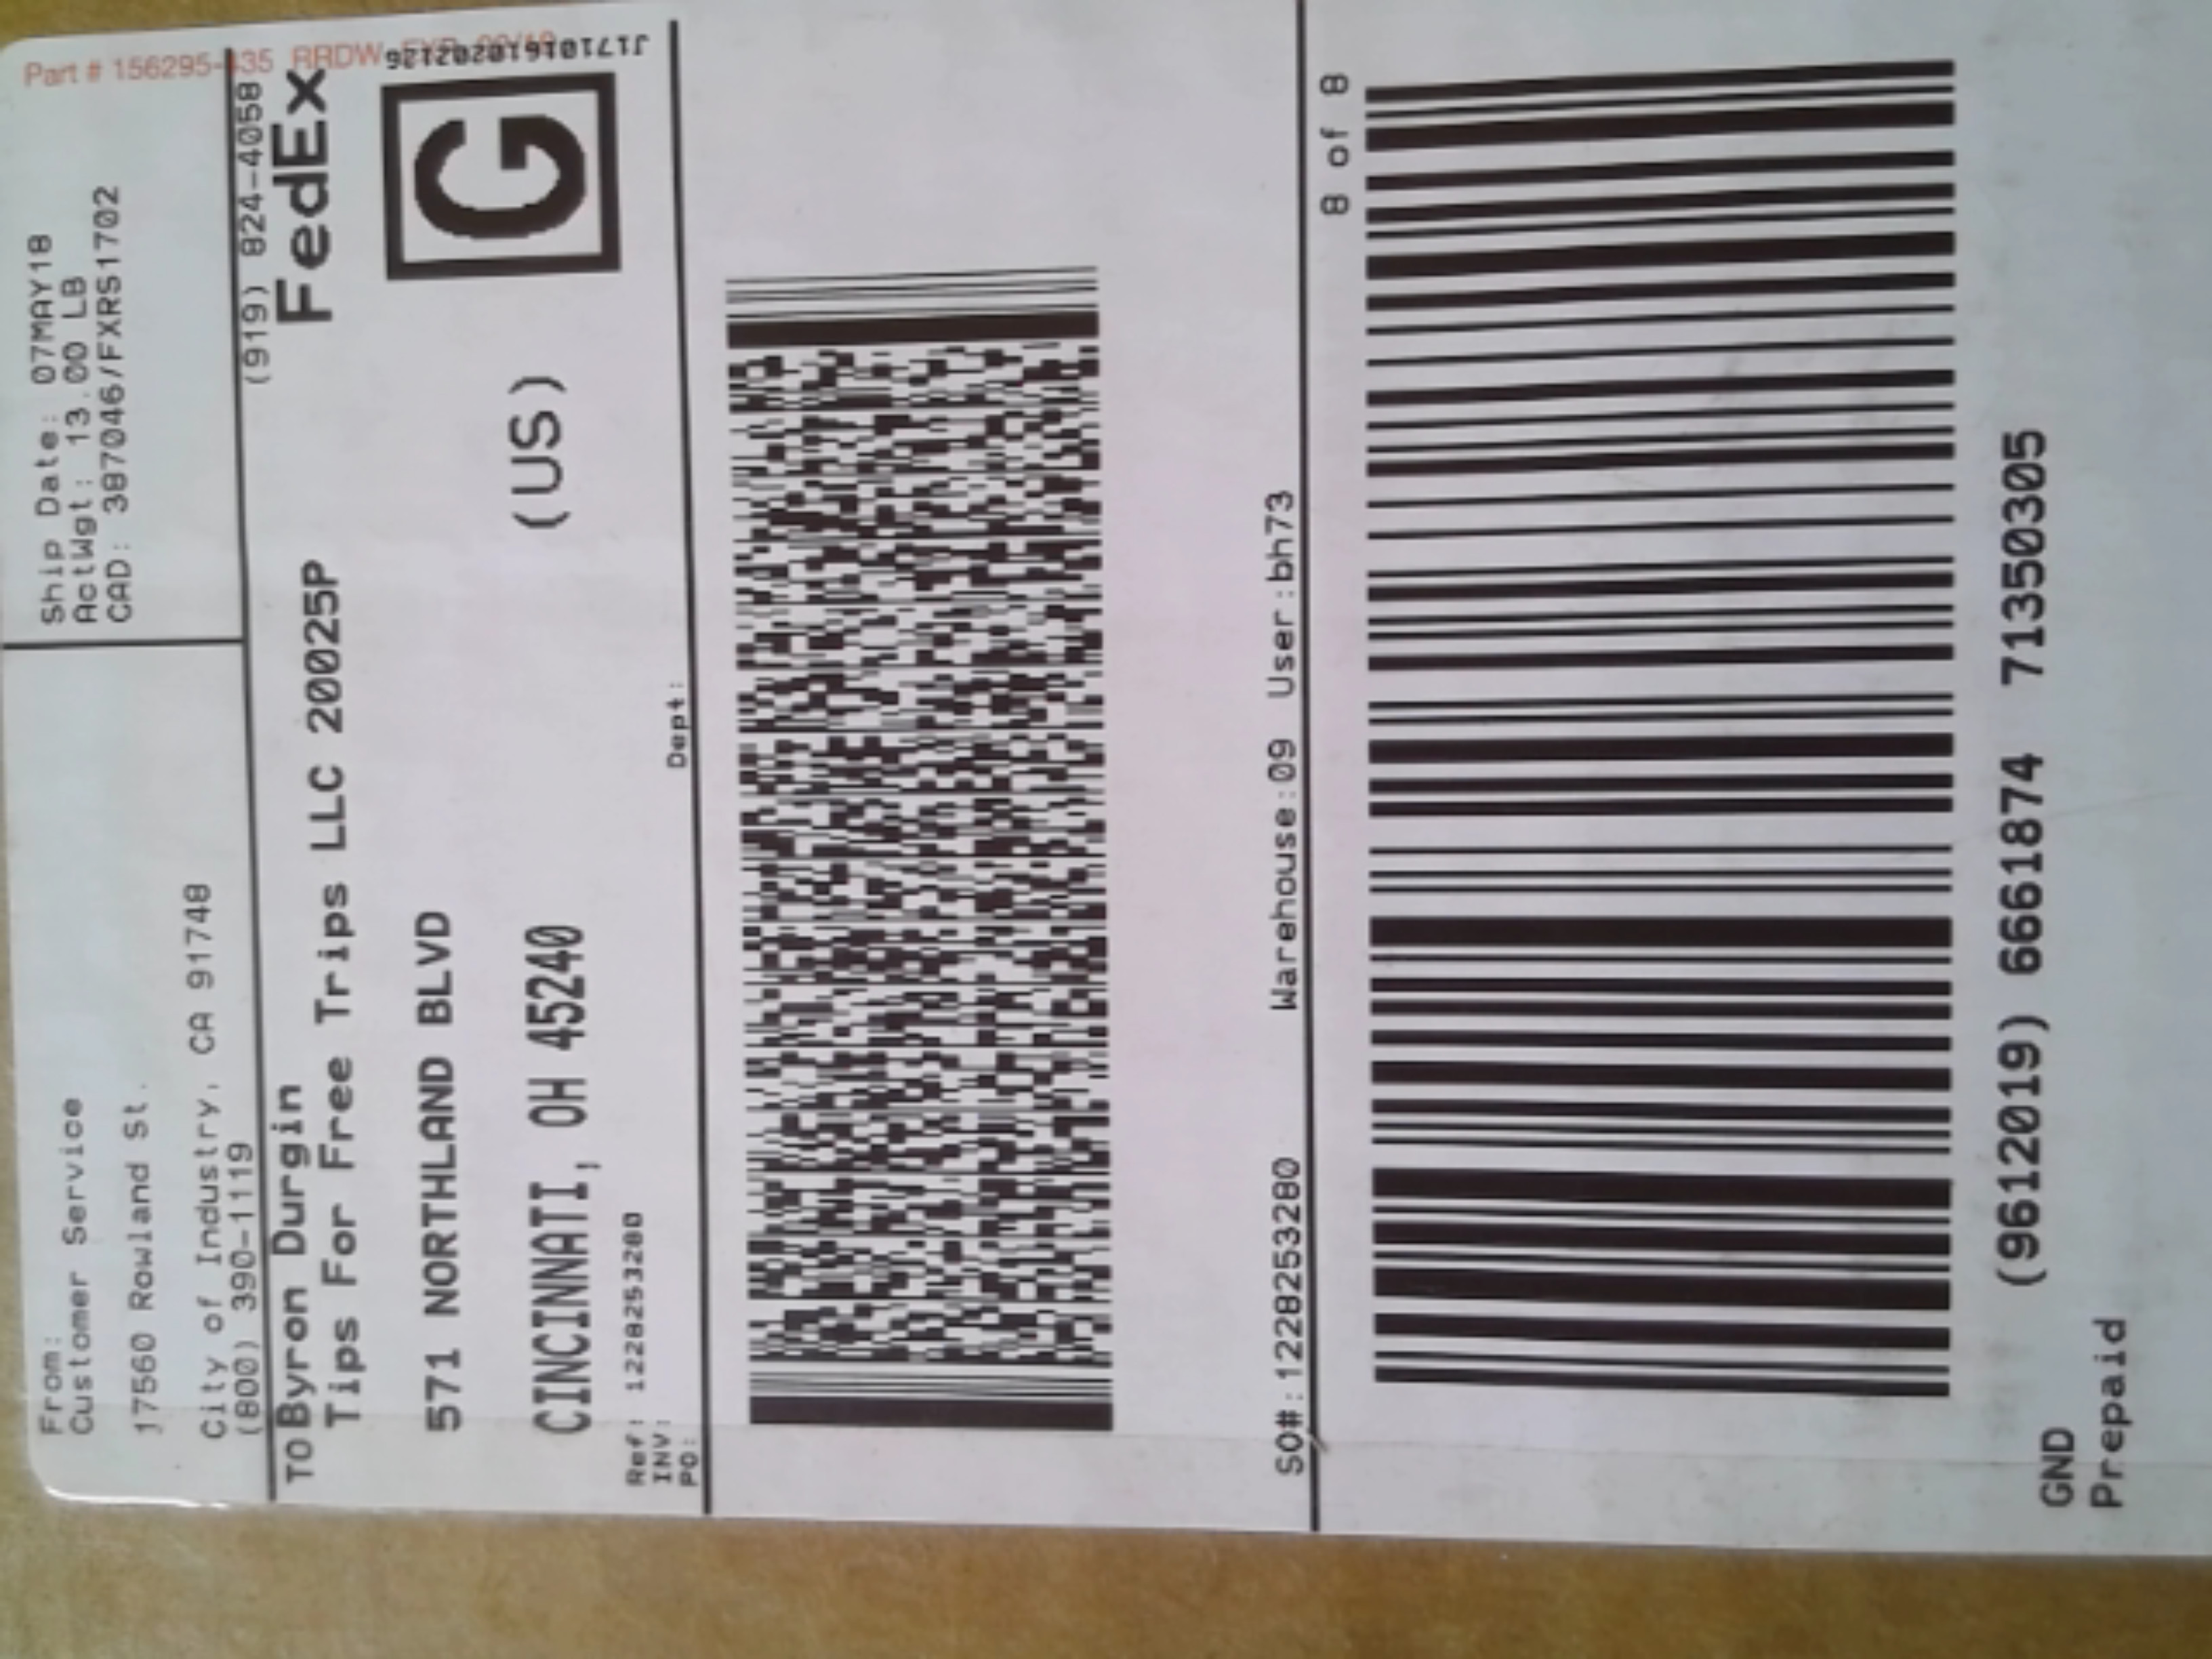 Part # 156295-435 RRDW
From:
Customer Service
17560 Rowland St.
City of Industry, CA 91748
(800) 390-1119
Ship Date: 07MAY18
ActWgt: 13.00 LB
CAD: 387046/FXRS1702
TO Byron Durgin
(919) 824-4058
Tips For Free Trips LLC 20025P
571 NORTHLAND BLVD
CINCINNATI, OH 45240
(US)
FedEx
G
J17101610202126
Ref: 1228253280
INV:
PO:
Dept:
SO#:1228253280 Warehouse:09 User:bh73
8 of 8
(9612019) 6661874 71350305
GND
Prepaid